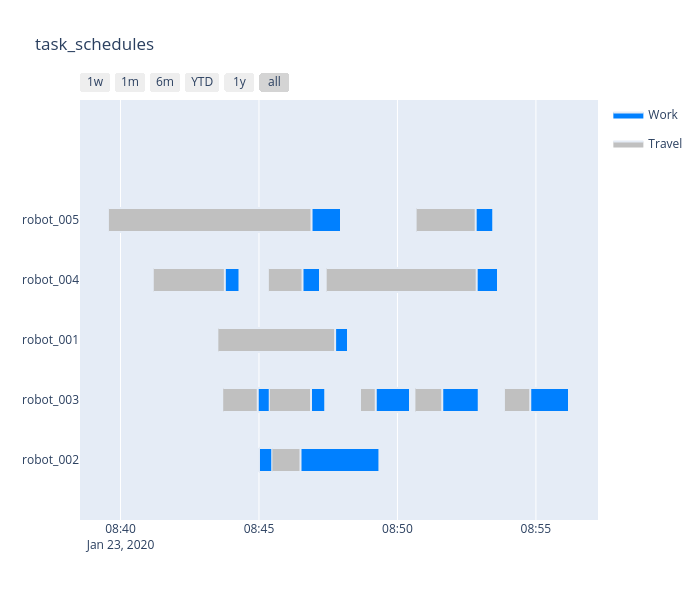 task_schedules
1w 1m 6m YTD 1y all
Work
Travel
robot_005
robot_004
robot_001
robot_003
robot_002
08:40 08:45 08:50 08:55
Jan 23, 2020